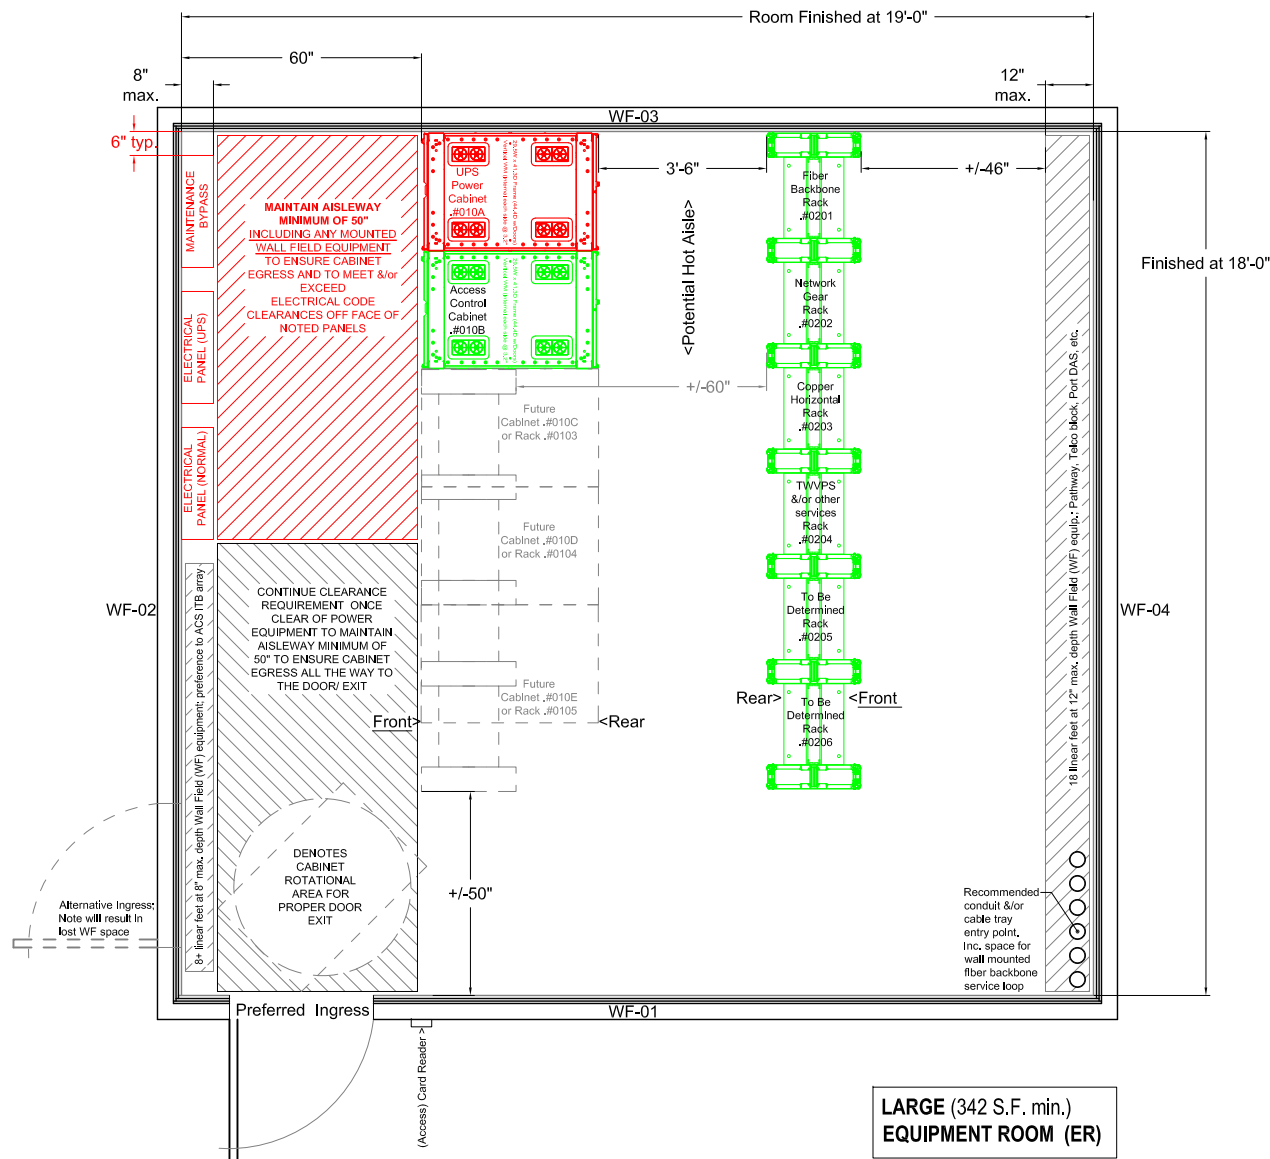 Room Finished at 19'-0"
60"
8"
max.
12"
max.
WF-03
6" typ.
3'-6"
+/-46"
MAINTENANCE
BYPASS
MAINTAIN AISLEWAY
MINIMUM OF 50"
INCLUDING ANY MOUNTED
WALL FIELD EQUIPMENT
TO ENSURE CABINET
EGRESS AND TO MEET &/or
EXCEED
ELECTRICAL CODE
CLEARANCES OFF FACE OF
NOTED PANELS
UPS
Power
Cabinet
.#010A
Access
Control
Cabinet
.#010B
<Potential Hot Aisle>
Fiber
Backbone
Rack
.#0201
Network
Gear
Rack
.#0202
Finished at 18'-0"
ELECTRICAL
PANEL (UPS)
+/-60"
Copper
Horizontal
Rack
.#0203
Future
Cabinet .#010C
or Rack .#0103
ELECTRICAL
PANEL (NORMAL)
TWVPS
&/or other
services
Rack
.#0204
Future
Cabinet .#010D
or Rack .#0104
18 linear feet at 12" max. depth Wall Field (WF) equip.; Pathway, Telco block, Port DAS, etc.
WF-02
CONTINUE CLEARANCE
REQUIREMENT ONCE
CLEAR OF POWER
EQUIPMENT TO MAINTAIN
AISLEWAY MINIMUM OF
50" TO ENSURE CABINET
EGRESS ALL THE WAY TO
THE DOOR/ EXIT
To Be
Determined
Rack
.#0205
WF-04
Future
Cabinet .#010E
or Rack .#0105
Front>
<Rear
Rear>
<Front
To Be
Determined
Rack
.#0206
8+ linear feet at 8" max. depth Wall Field (WF) equipment; preference to ACS ITB array
DENOTES
CABINET
ROTATIONAL
AREA FOR
PROPER DOOR
EXIT
+/-50"
Alternative Ingress;
Note will result in
lost WF space
Recommended
conduit &/or
cable tray
entry point.
Inc. space for
wall mounted
fiber backbone
service loop
Preferred Ingress
WF-01
(Access) Card Reader >
LARGE (342 S.F. min.)
EQUIPMENT ROOM (ER)